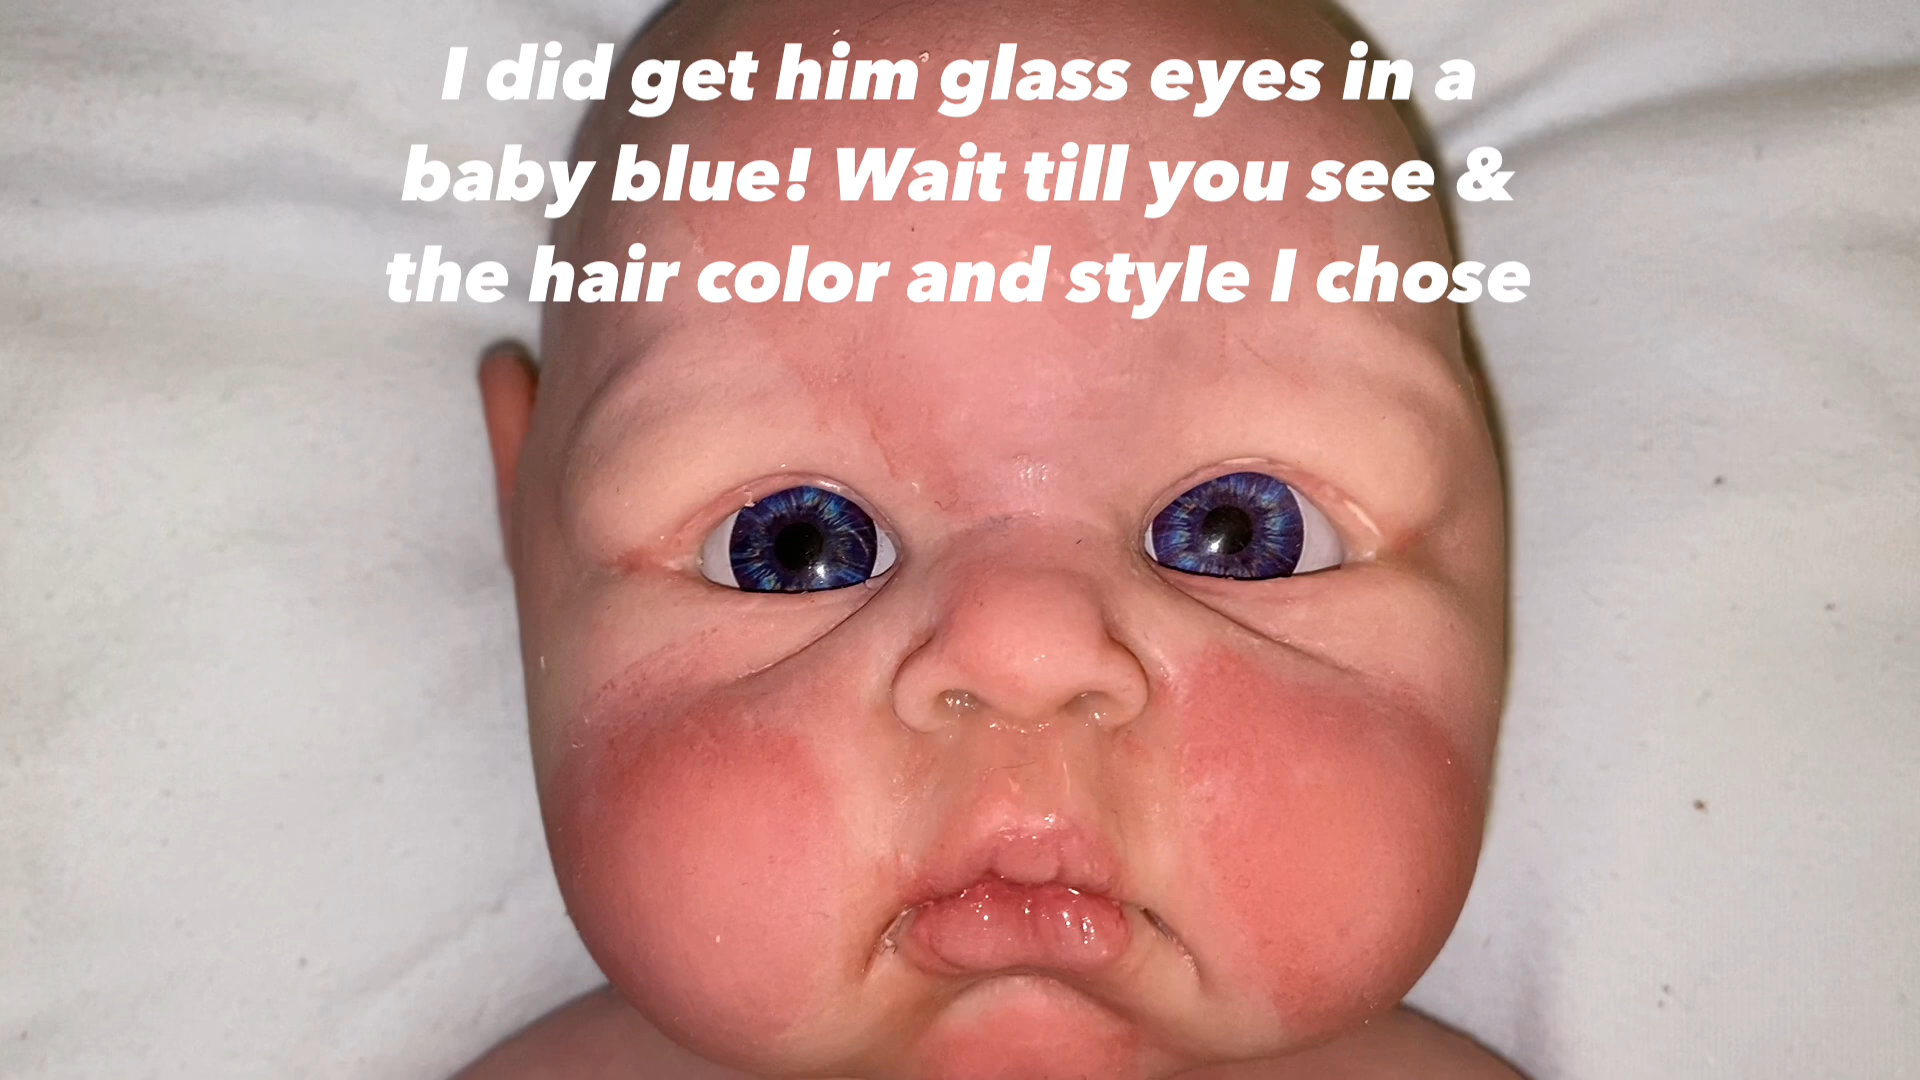 I did get him glass eyes in a
baby blue! Wait till you see &
the hair color and style I chose